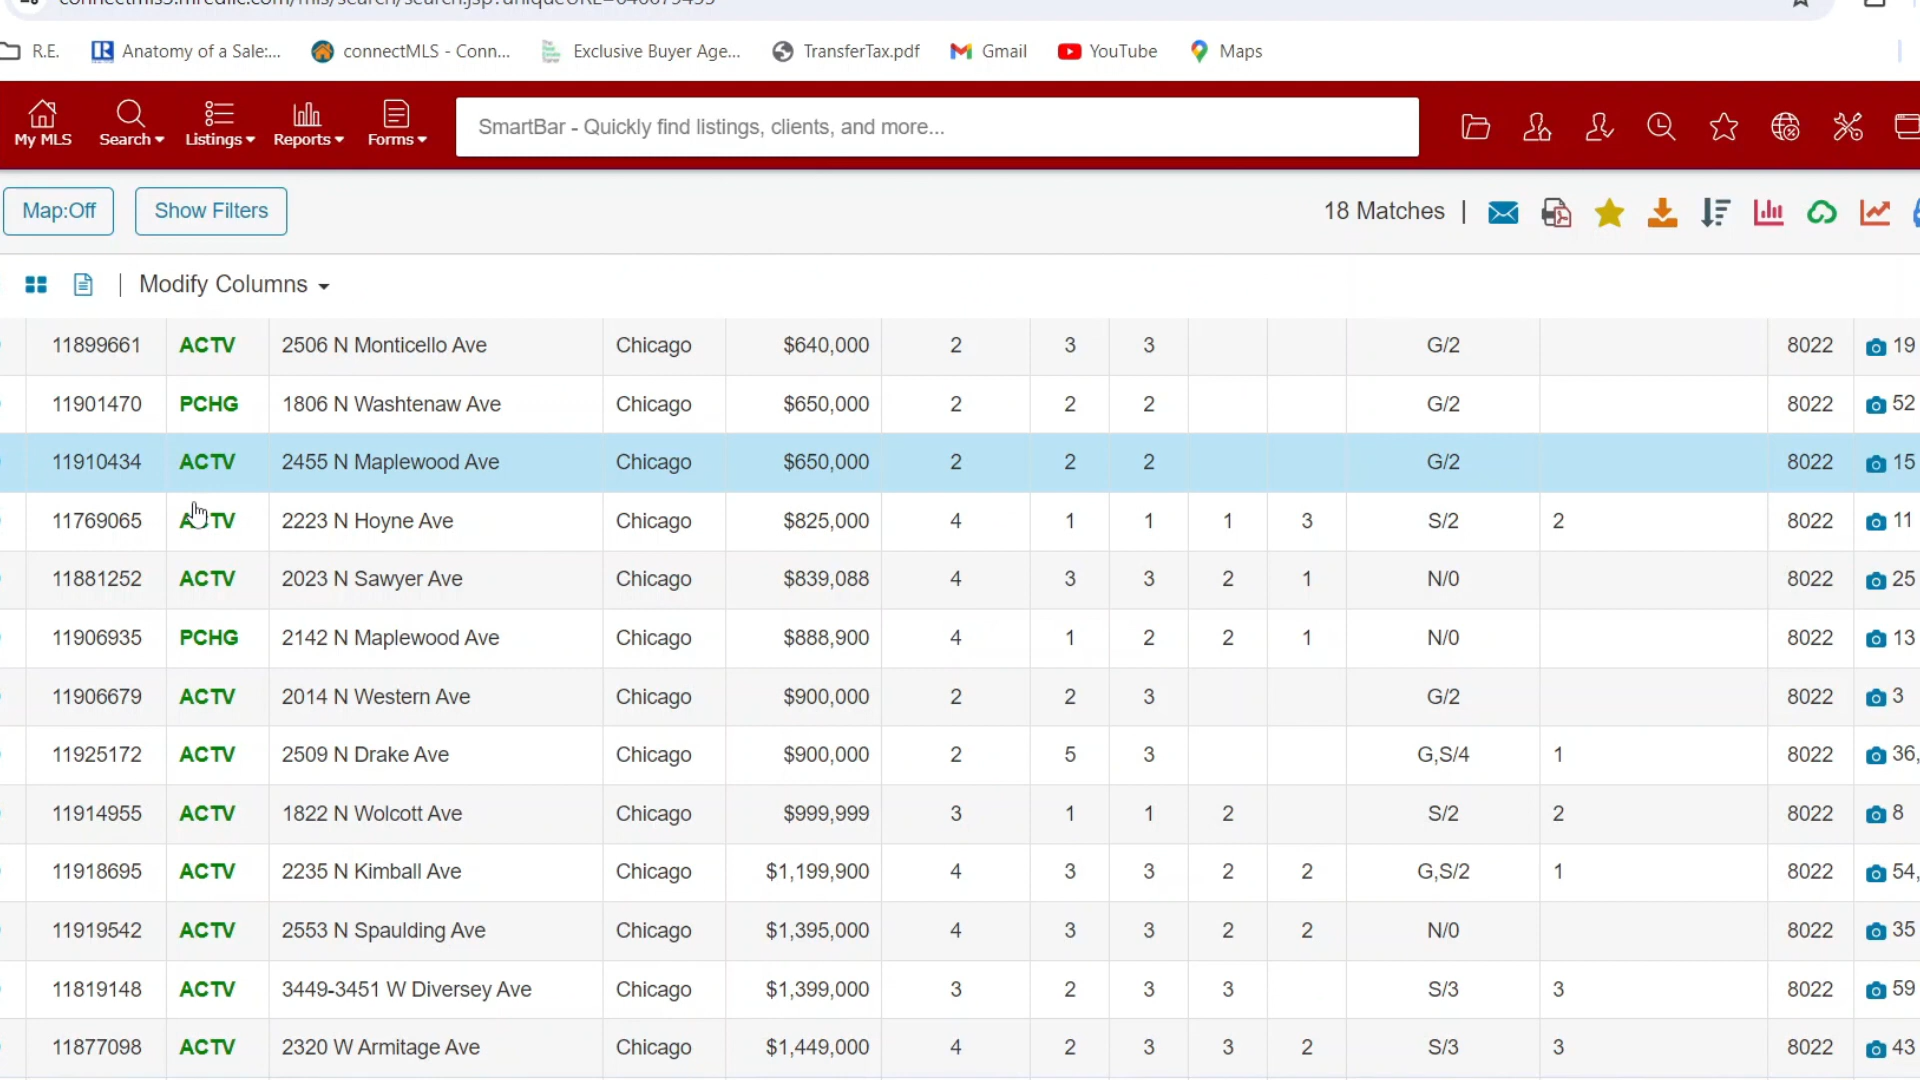 R.E. Anatomy of a Sale:... connectMLS - Conn... Exclusive Buyer Age... TransferTax.pdf Gmail YouTube Maps
My MLS Search Listings Reports Forms SmartBar - Quickly find listings, clients, and more...
Map:Off Show Filters 18 Matches |
| Modify Columns
11899661 ACTV 2506 N Monticello Ave Chicago $640,000 2 3 3 G/2 8022 19
11901470 PCHG 1806 N Washtenaw Ave Chicago $650,000 2 2 2 G/2 8022 52
11910434 ACTV 2455 N Maplewood Ave Chicago $650,000 2 2 2 G/2 8022 15
11769065 ACTV 2223 N Hoyne Ave Chicago $825,000 4 1 1 1 3 S/2 2 8022 11
11881252 ACTV 2023 N Sawyer Ave Chicago $839,088 4 3 3 2 1 N/0 8022 25
11906935 PCHG 2142 N Maplewood Ave Chicago $888,900 4 1 2 2 1 N/0 8022 13
11906679 ACTV 2014 N Western Ave Chicago $900,000 2 2 3 G/2 8022 3
11925172 ACTV 2509 N Drake Ave Chicago $900,000 2 5 3 G,S/4 1 8022 36,
11914955 ACTV 1822 N Wolcott Ave Chicago $999,999 3 1 1 2 S/2 2 8022 8
11918695 ACTV 2235 N Kimball Ave Chicago $1,199,900 4 3 3 2 2 G,S/2 1 8022 54,
11919542 ACTV 2553 N Spaulding Ave Chicago $1,395,000 4 3 3 2 2 N/0 8022 35
11819148 ACTV 3449-3451 W Diversey Ave Chicago $1,399,000 3 2 3 3 S/3 3 8022 59
11877098 ACTV 2320 W Armitage Ave Chicago $1,449,000 4 2 3 3 2 S/3 3 8022 43